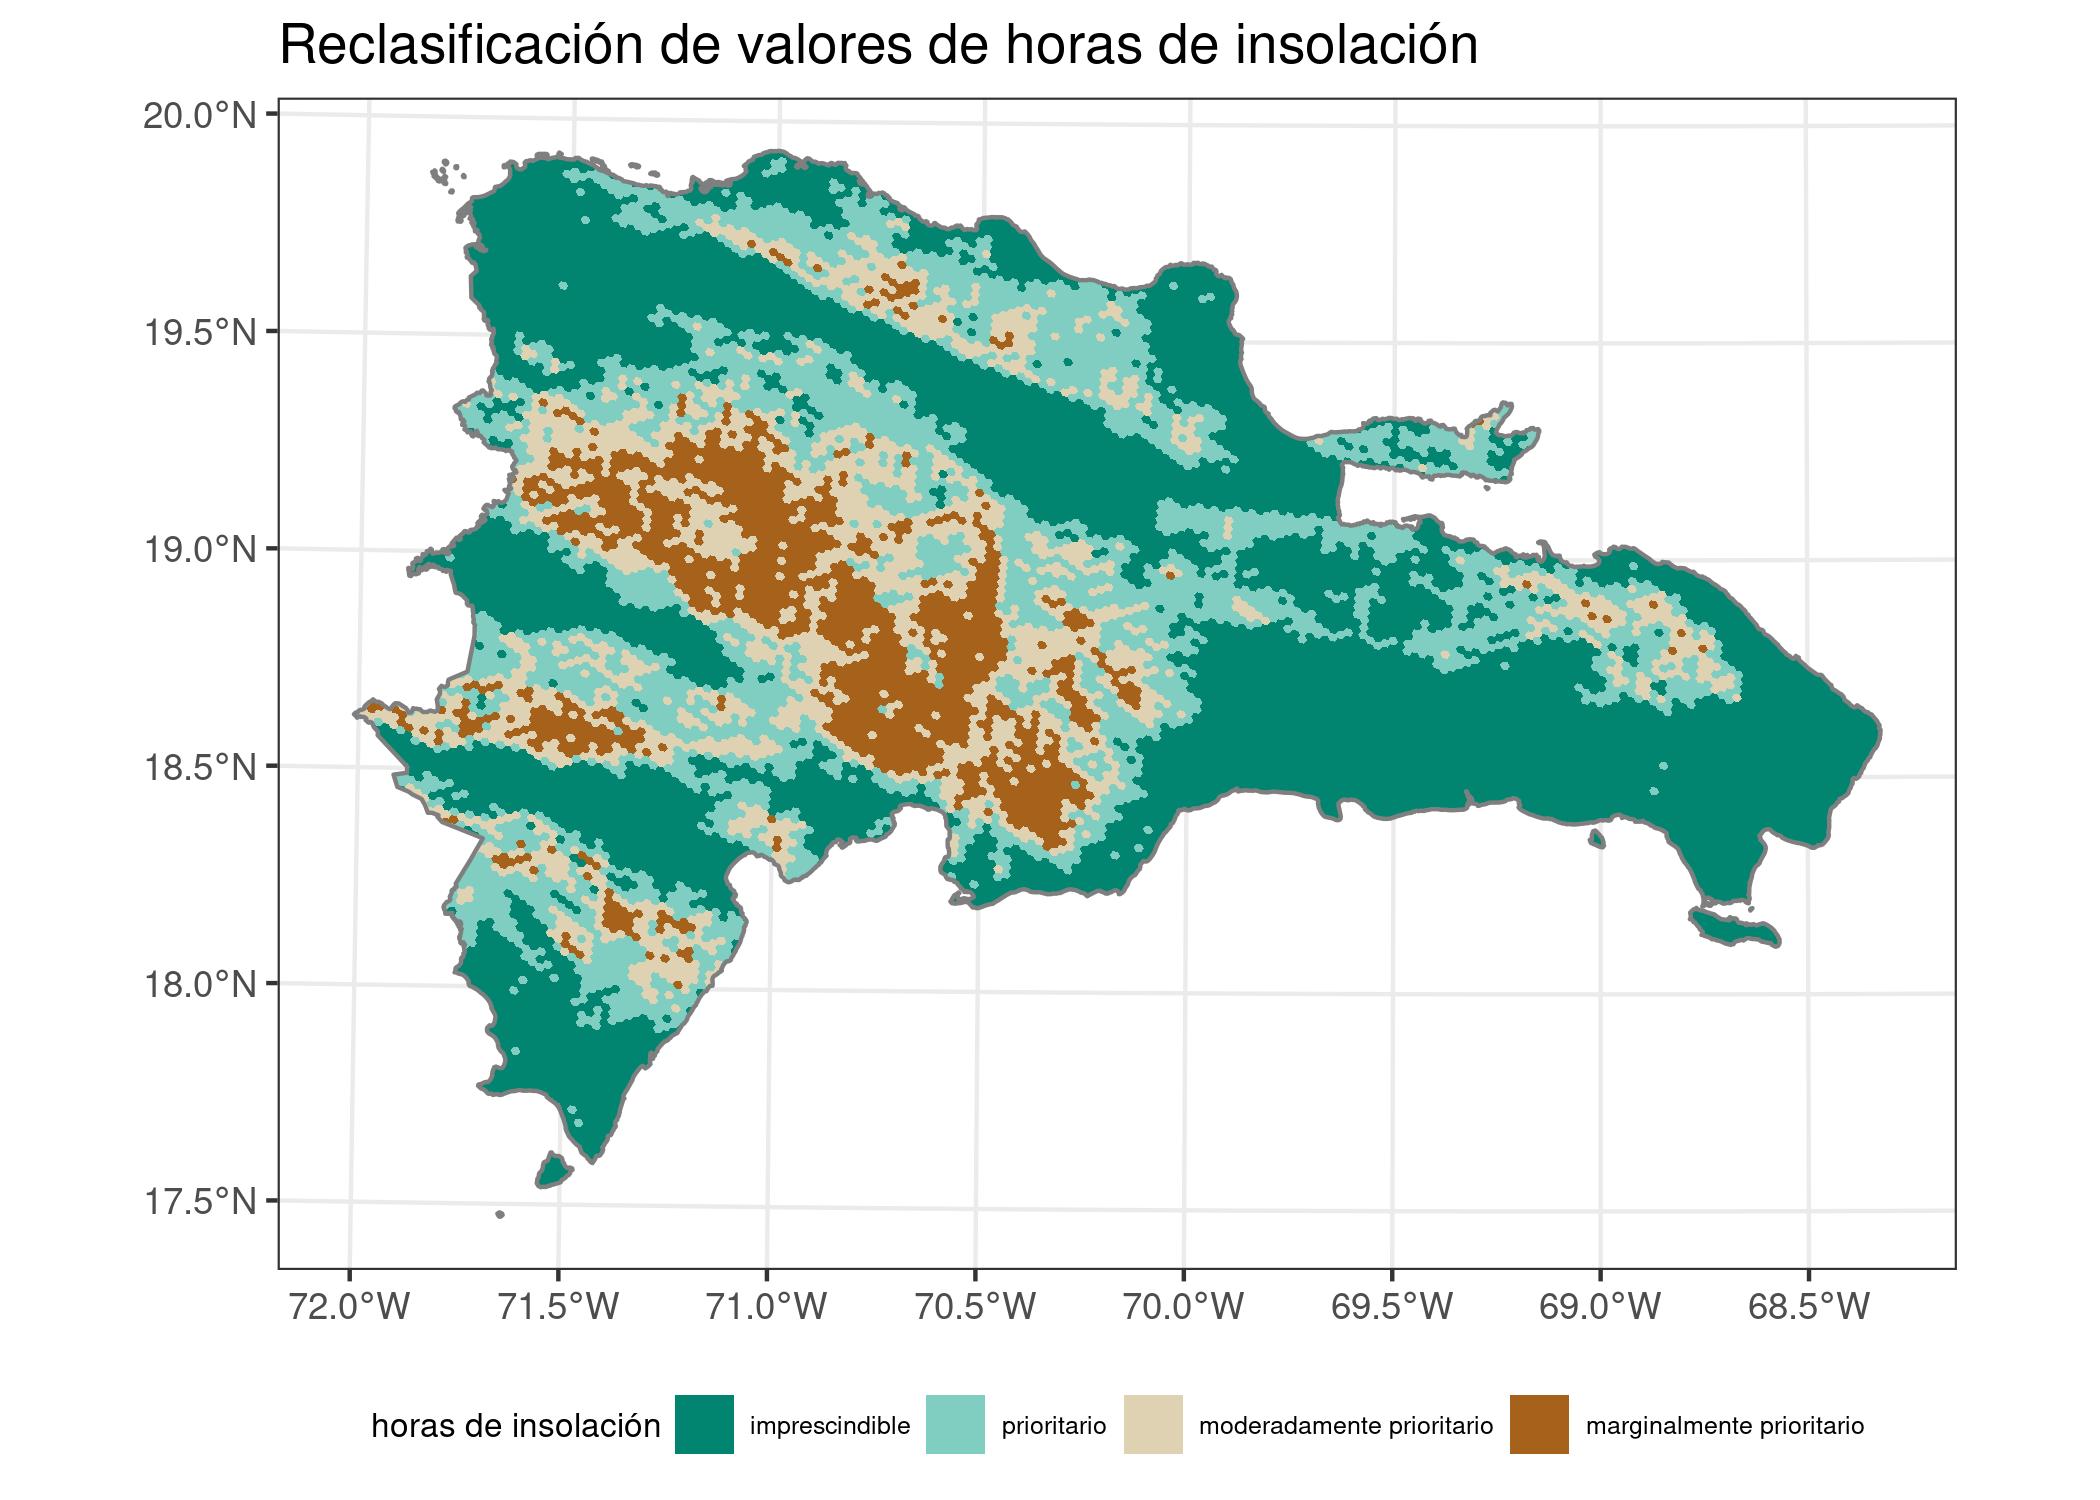 Reclasificación de valores de horas de insolación
20.0°N
19.5°N
19.0°N
18.5°N
18.0°N
17.5°N
72.0°W 71.5°W 71.0°W 70.5°W 70.0°W 69.5°W 69.0°W 68.5°W
horas de insolación imprescindible prioritario moderadamente prioritario marginalmente prioritario